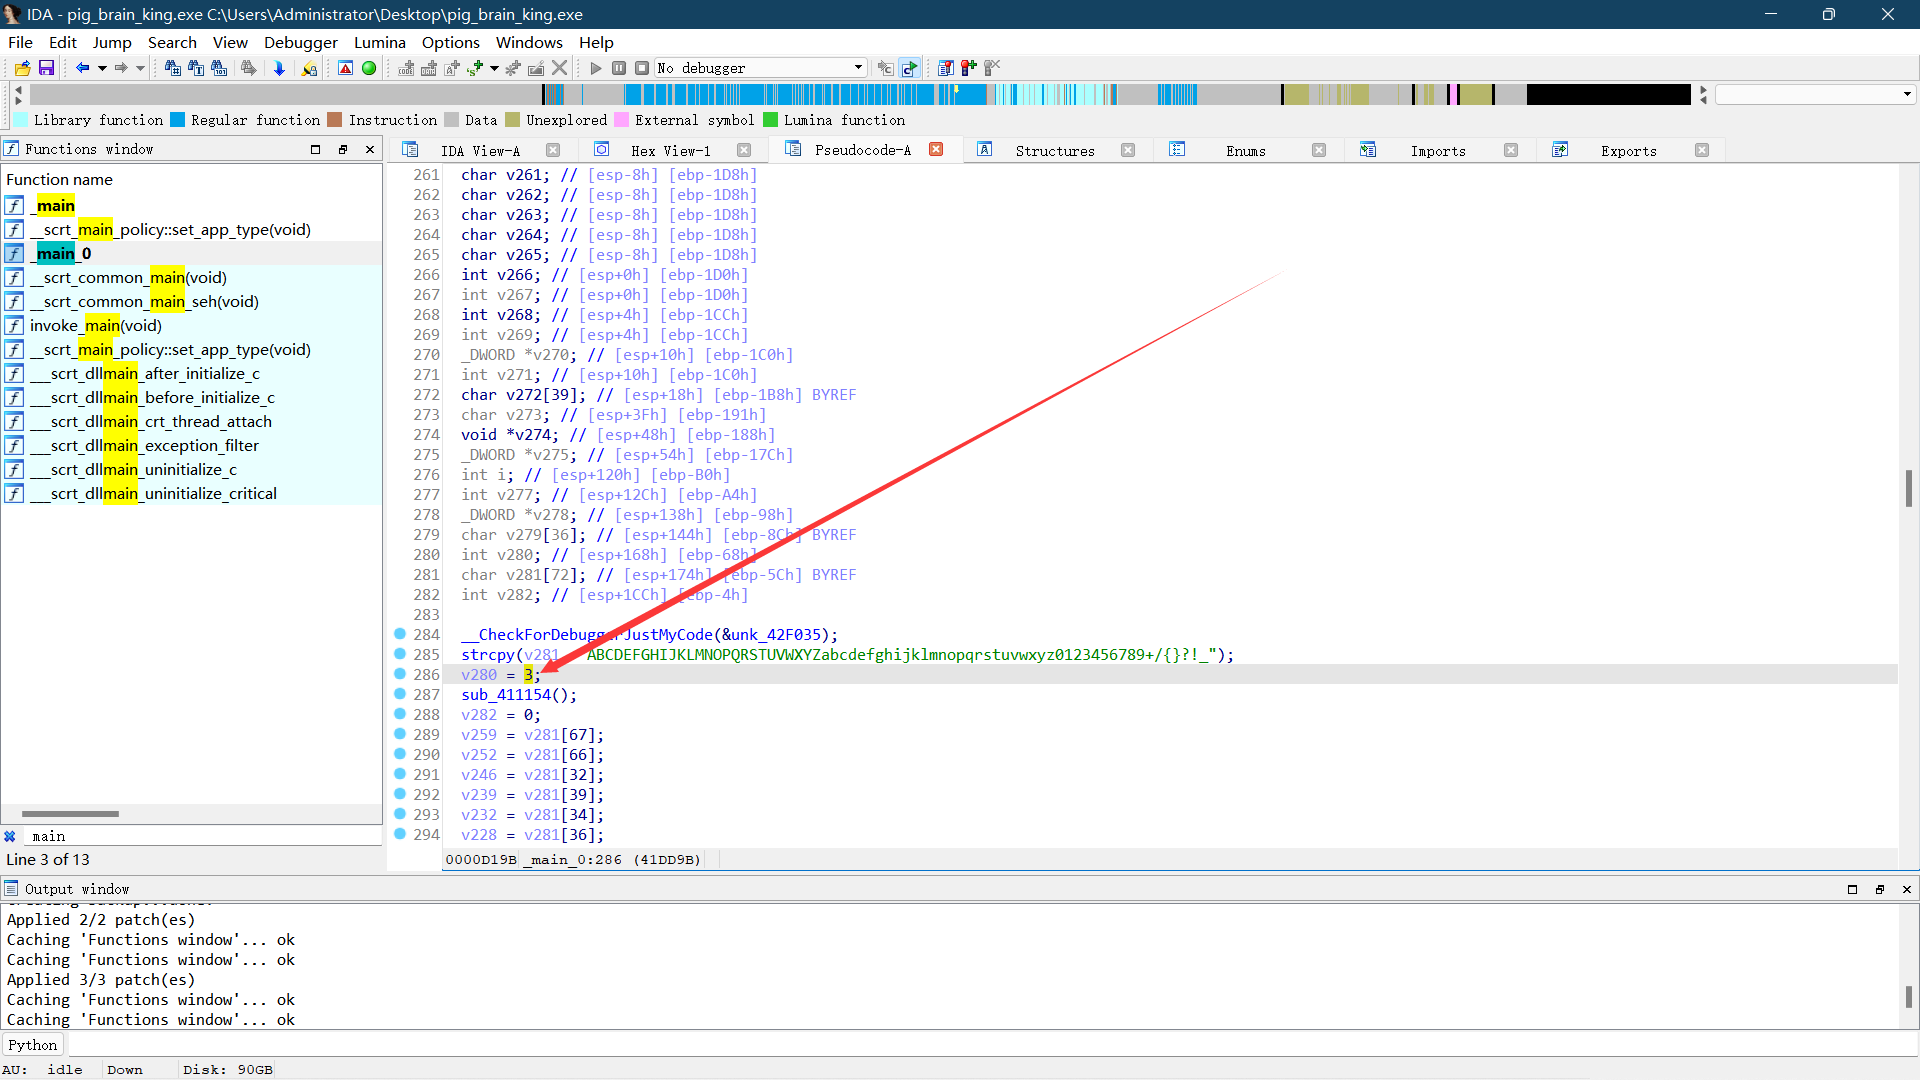 IDA - pig_brain_king.exe C:\Users\Administrator\Desktop\pig_brain_king.exe
File Edit Jump Search View Debugger Lumina Options Windows Help
No debugger
Library function Regular function Instruction Data Unexplored External symbol Lumina function
Functions window
IDA View-A Hex View-1 Pseudocode-A Structures Enums Imports Exports
Function name
_main
__scrt_main_policy::set_app_type(void)
_main_0
__scrt_common_main(void)
__scrt_common_main_seh(void)
invoke_main(void)
__scrt_main_policy::set_app_type(void)
___scrt_dllmain_after_initialize_c
___scrt_dllmain_before_initialize_c
___scrt_dllmain_crt_thread_attach
___scrt_dllmain_exception_filter
___scrt_dllmain_uninitialize_c
___scrt_dllmain_uninitialize_critical
main
Line 3 of 13
261 char v261; // [esp-8h] [ebp-1D8h]
262 char v262; // [esp-8h] [ebp-1D8h]
263 char v263; // [esp-8h] [ebp-1D8h]
264 char v264; // [esp-8h] [ebp-1D8h]
265 char v265; // [esp-8h] [ebp-1D8h]
266 int v266; // [esp+0h] [ebp-1D0h]
267 int v267; // [esp+0h] [ebp-1D0h]
268 int v268; // [esp+4h] [ebp-1CCh]
269 int v269; // [esp+4h] [ebp-1CCh]
270 _DWORD *v270; // [esp+10h] [ebp-1C0h]
271 int v271; // [esp+10h] [ebp-1C0h]
272 char v272[39]; // [esp+18h] [ebp-1B8h] BYREF
273 char v273; // [esp+3Fh] [ebp-191h]
274 void *v274; // [esp+48h] [ebp-188h]
275 _DWORD *v275; // [esp+54h] [ebp-17Ch]
276 int i; // [esp+120h] [ebp-B0h]
277 int v277; // [esp+12Ch] [ebp-A4h]
278 _DWORD *v278; // [esp+138h] [ebp-98h]
279 char v279[36]; // [esp+144h] [ebp-8Ch] BYREF
280 int v280; // [esp+168h] [ebp-68h]
281 char v281[72]; // [esp+174h] [ebp-5Ch] BYREF
282 int v282; // [esp+1CCh] [ebp-4h]
283
284 __CheckForDebuggerJustMyCode(&unk_42F035);
285 strcpy(v281 ABCDEFGHIJKLMNOPQRSTUVWXYZabcdefghijklmnopqrstuvwxyz0123456789+/{}?!_");
286 v280 = 3;
287 sub_411154();
288 v282 = 0;
289 v259 = v281[67];
290 v252 = v281[66];
291 v246 = v281[32];
292 v239 = v281[39];
293 v232 = v281[34];
294 v228 = v281[36];
0000D19B _main_0:286 (41DD9B)
Output window
Applied 2/2 patch(es)
Caching 'Functions window'... ok
Caching 'Functions window'... ok
Applied 3/3 patch(es)
Caching 'Functions window'... ok
Caching 'Functions window'... ok
Python
AU: idle Down Disk: 90GB